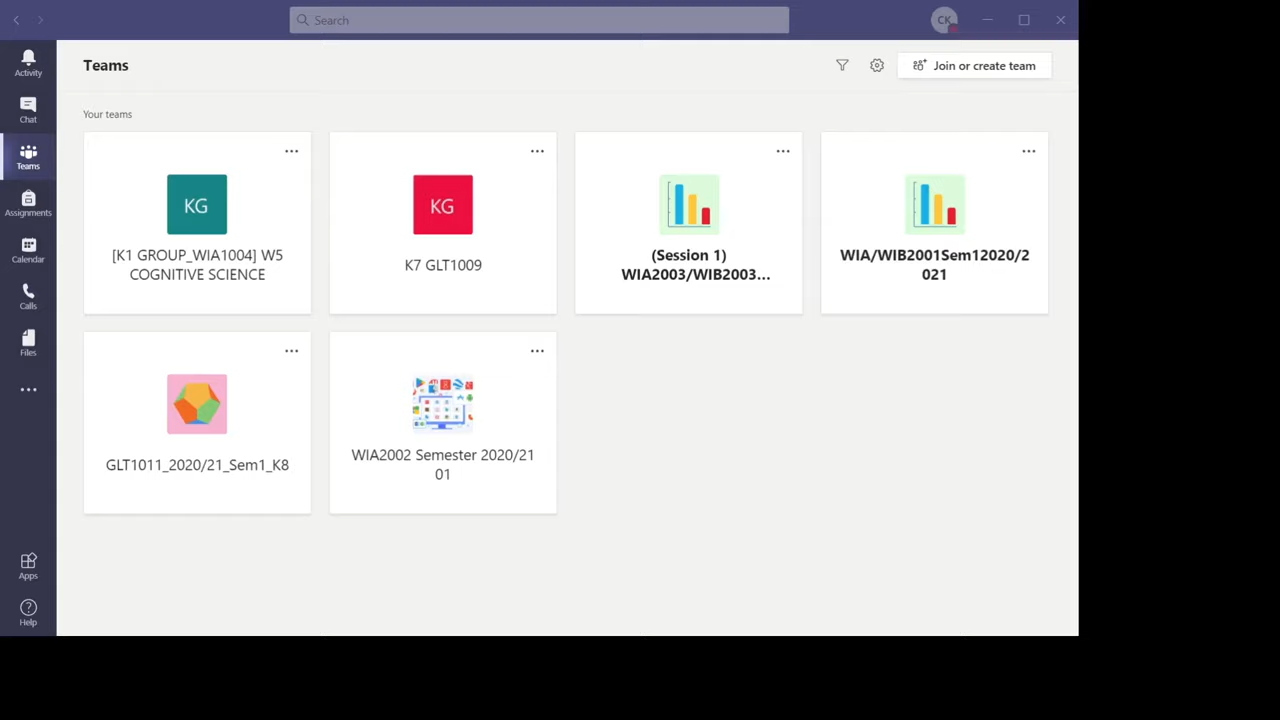 Search
CK
Activity
Chat
Teams
Assignments
Calendar
Calls
Files
Apps
Help
Teams
Join or create team
Your teams
KG
[K1 GROUP_WIA1004] W5
COGNITIVE SCIENCE
KG
K7 GLT1009
(Session 1)
WIA2003/WIB2003...
WIA/WIB2001Sem12020/2
021
GLT1011_2020/21_Sem1_K8
WIA2002 Semester 2020/21
01